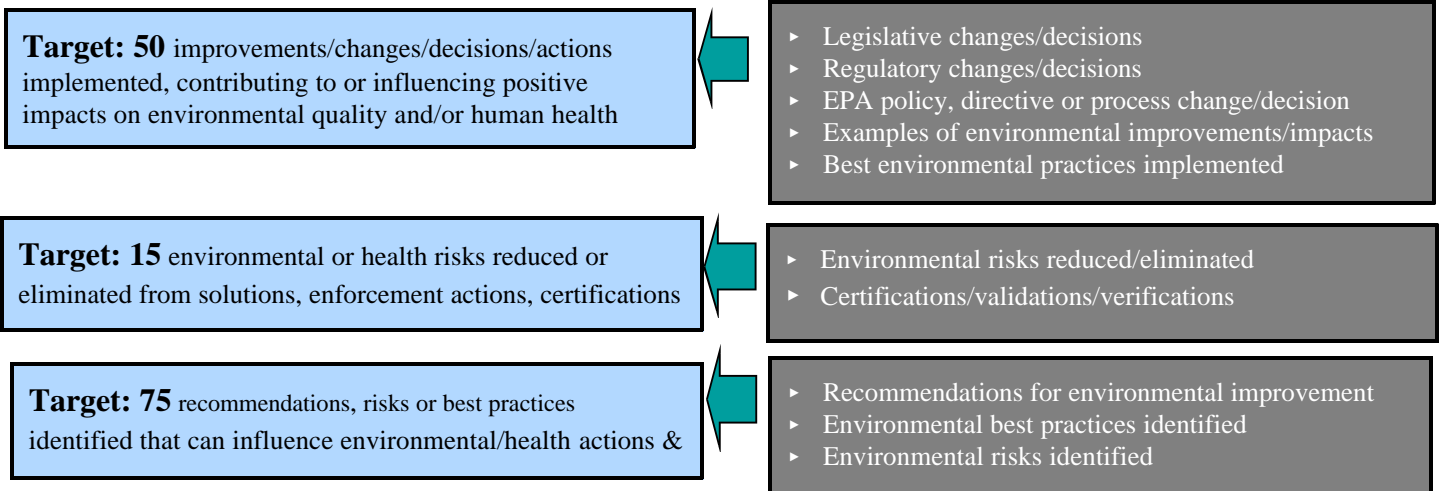 Target: 50 improvements/changes/decisions/actions
implemented, contributing to or influencing positive
impacts on environmental quality and/or human health
▸ Legislative changes/decisions
▸ Regulatory changes/decisions
▸ EPA policy, directive or process change/decision
▸ Examples of environmental improvements/impacts
▸ Best environmental practices implemented
Target: 15 environmental or health risks reduced or
eliminated from solutions, enforcement actions, certifications
▸ Environmental risks reduced/eliminated
▸ Certifications/validations/verifications
Target: 75 recommendations, risks or best practices
identified that can influence environmental/health actions &
▸ Recommendations for environmental improvement
▸ Environmental best practices identified
▸ Environmental risks identified